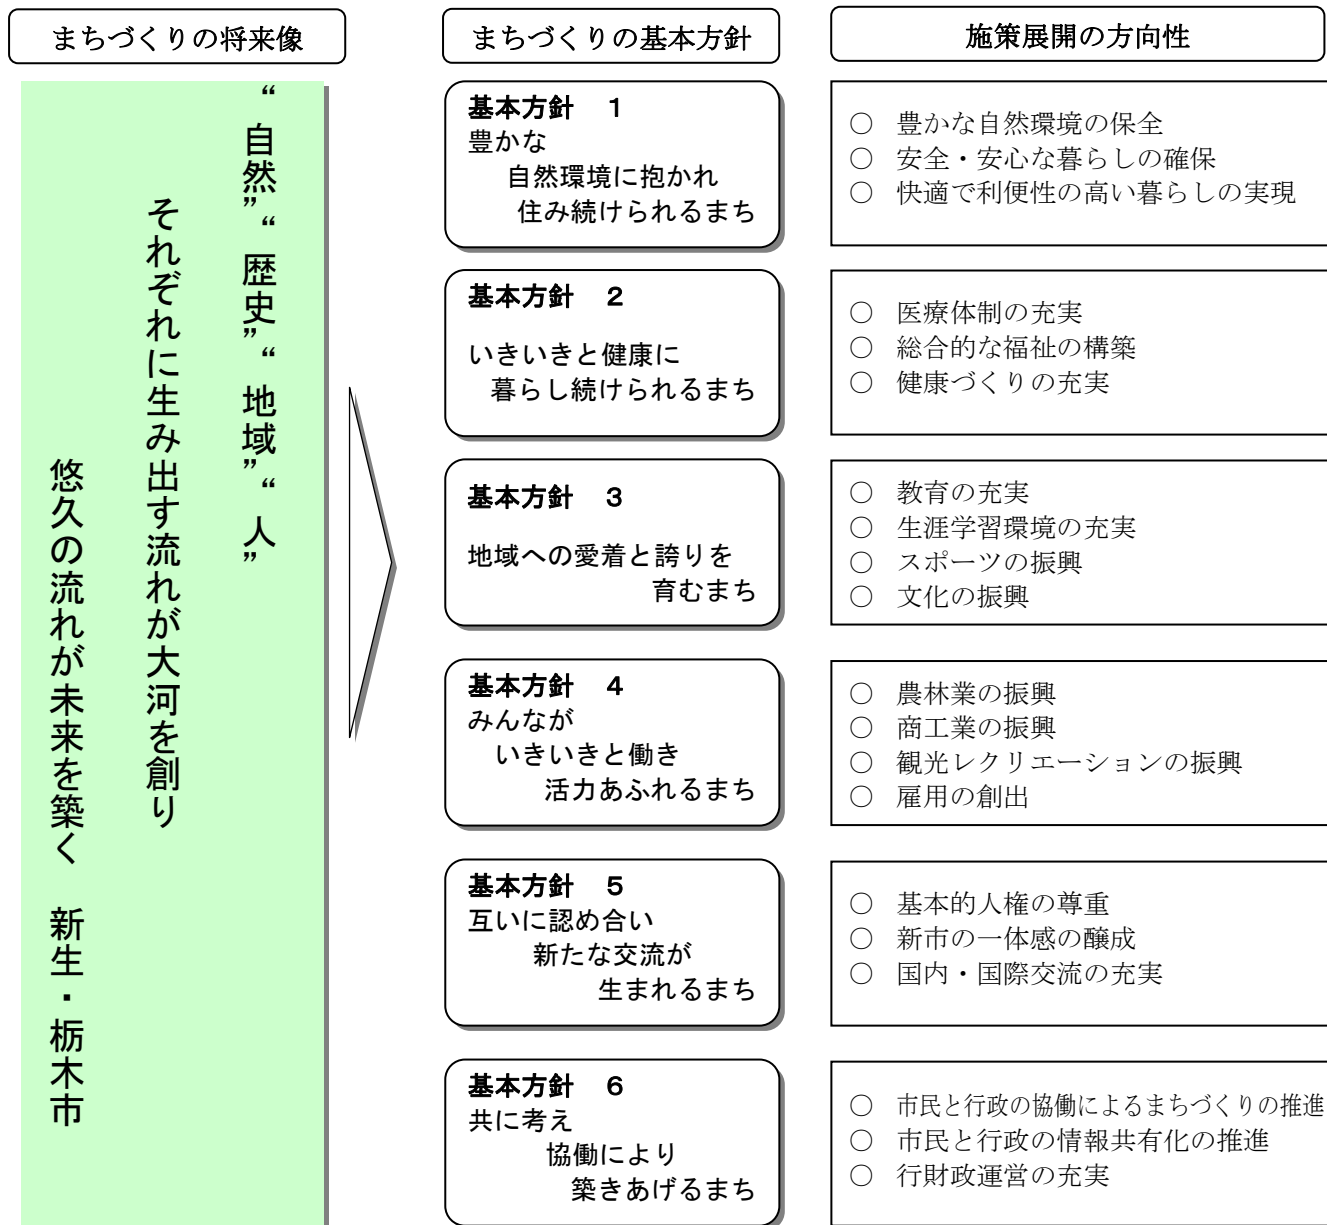 まちづくりの将来像
まちづくりの基本方針
施策展開の方向性
“自然”“歴史”“地域”“人”
それぞれに生み出す流れが大河を創り
悠久の流れが未来を築く　新生・栃木市
基本方針　１
豊かな
自然環境に抱かれ
住み続けられるまち
○　豊かな自然環境の保全
○　安全・安心な暮らしの確保
○　快適で利便性の高い暮らしの実現
基本方針　２
いきいきと健康に
暮らし続けられるまち
○　医療体制の充実
○　総合的な福祉の構築
○　健康づくりの充実
基本方針　３
地域への愛着と誇りを
育むまち
○　教育の充実
○　生涯学習環境の充実
○　スポーツの振興
○　文化の振興
基本方針　４
みんなが
いきいきと働き
活力あふれるまち
○　農林業の振興
○　商工業の振興
○　観光レクリエーションの振興
○　雇用の創出
基本方針　５
互いに認め合い
新たな交流が
生まれるまち
○　基本的人権の尊重
○　新市の一体感の醸成
○　国内・国際交流の充実
基本方針　６
共に考え
協働により
築きあげるまち
○　市民と行政の協働によるまちづくりの推進
○　市民と行政の情報共有化の推進
○　行財政運営の充実